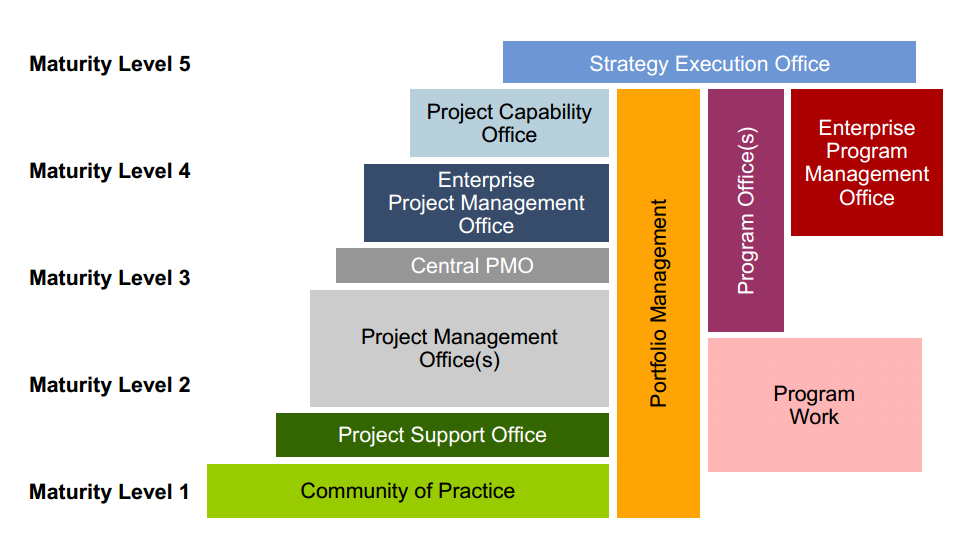 Maturity Level 5
Strategy Execution Office
Project Capability
Office
Enterprise
Program
Management
Office
Program Office(s)
Maturity Level 4
Enterprise
Project Management
Office
Portfolio Management
Maturity Level 3
Central PMO
Project Management
Office(s)
Maturity Level 2
Program
Work
Project Support Office
Maturity Level 1
Community of Practice